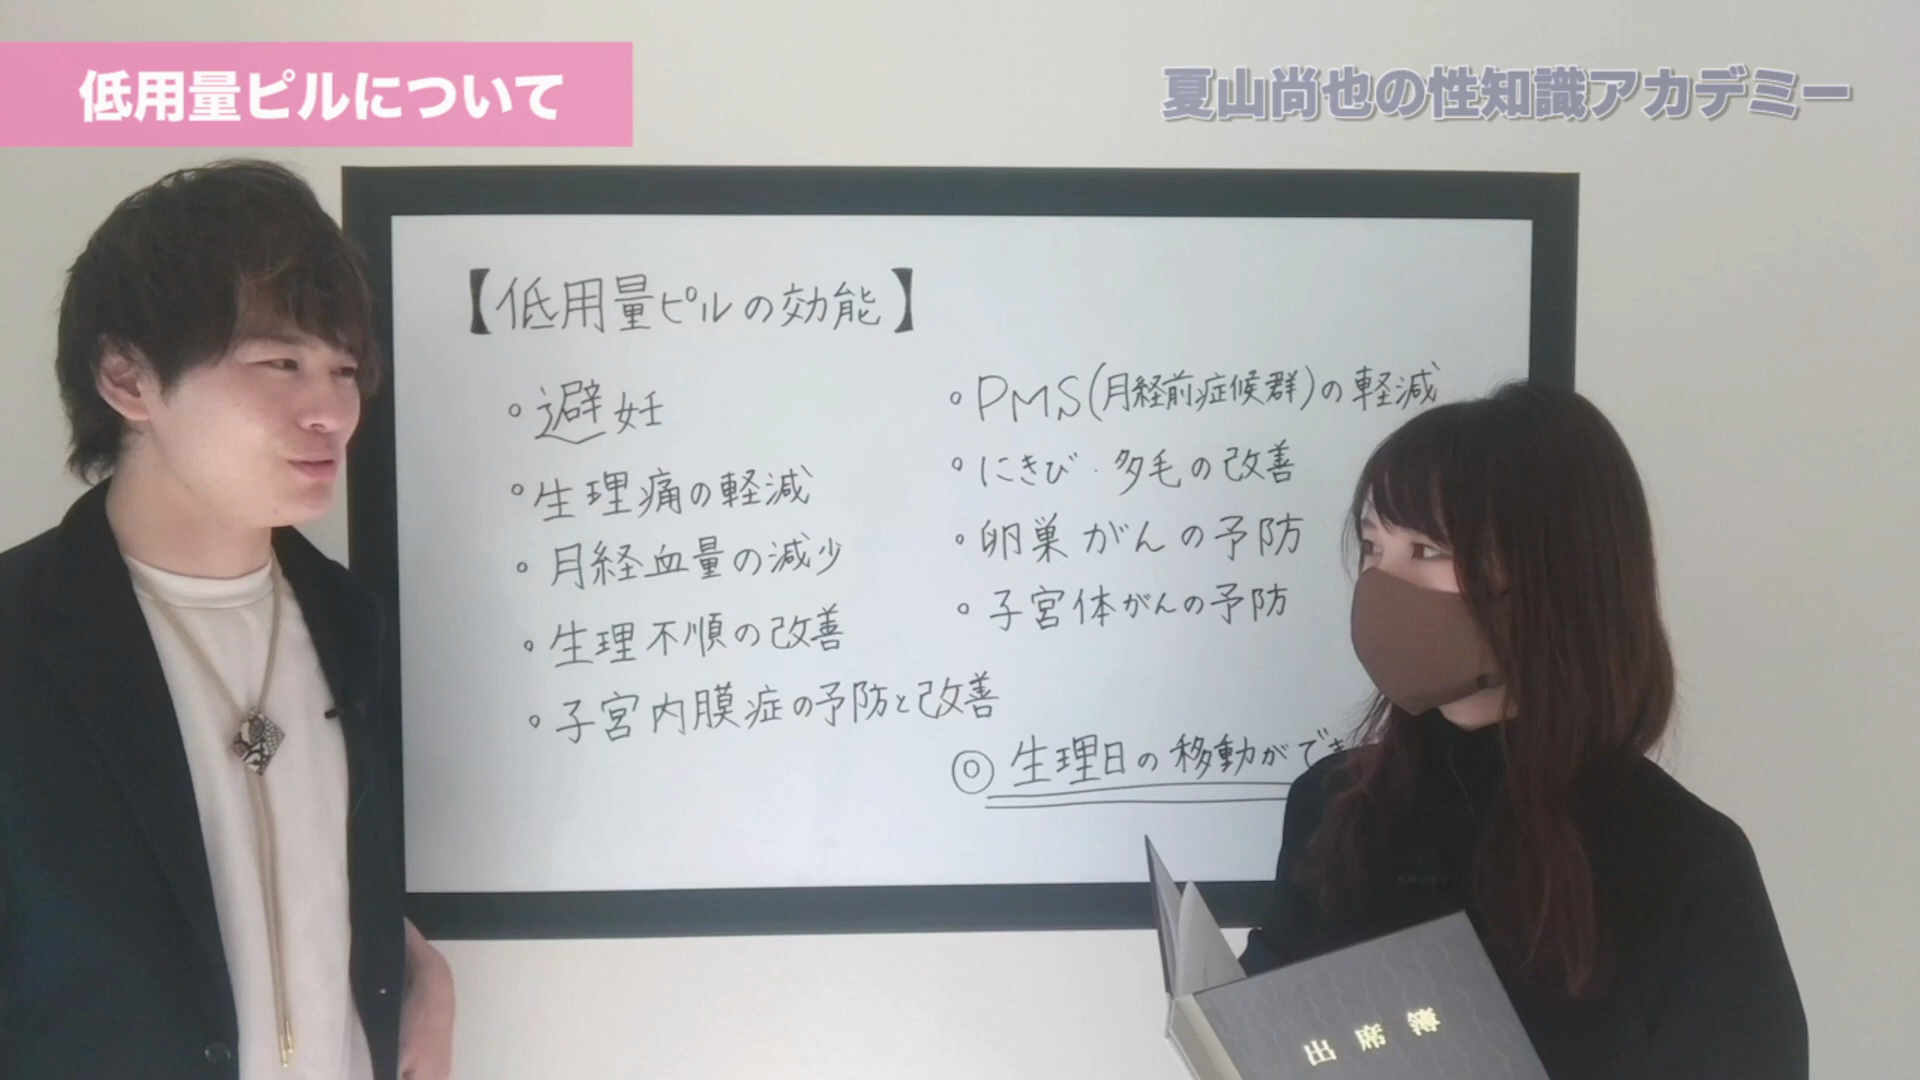 低用量ピルについて
夏山尚也の性知識アカデミー
【低用量ピルの効能】
・避妊
・生理痛の軽減
・月経血量の減少
・生理不順の改善
・子宮内膜症の予防と改善
・PMS(月経前症候群)の軽減
・にきび・多毛の改善
・卵巣がんの予防
・子宮体がんの予防
◎生理日の移動ができ
出席簿